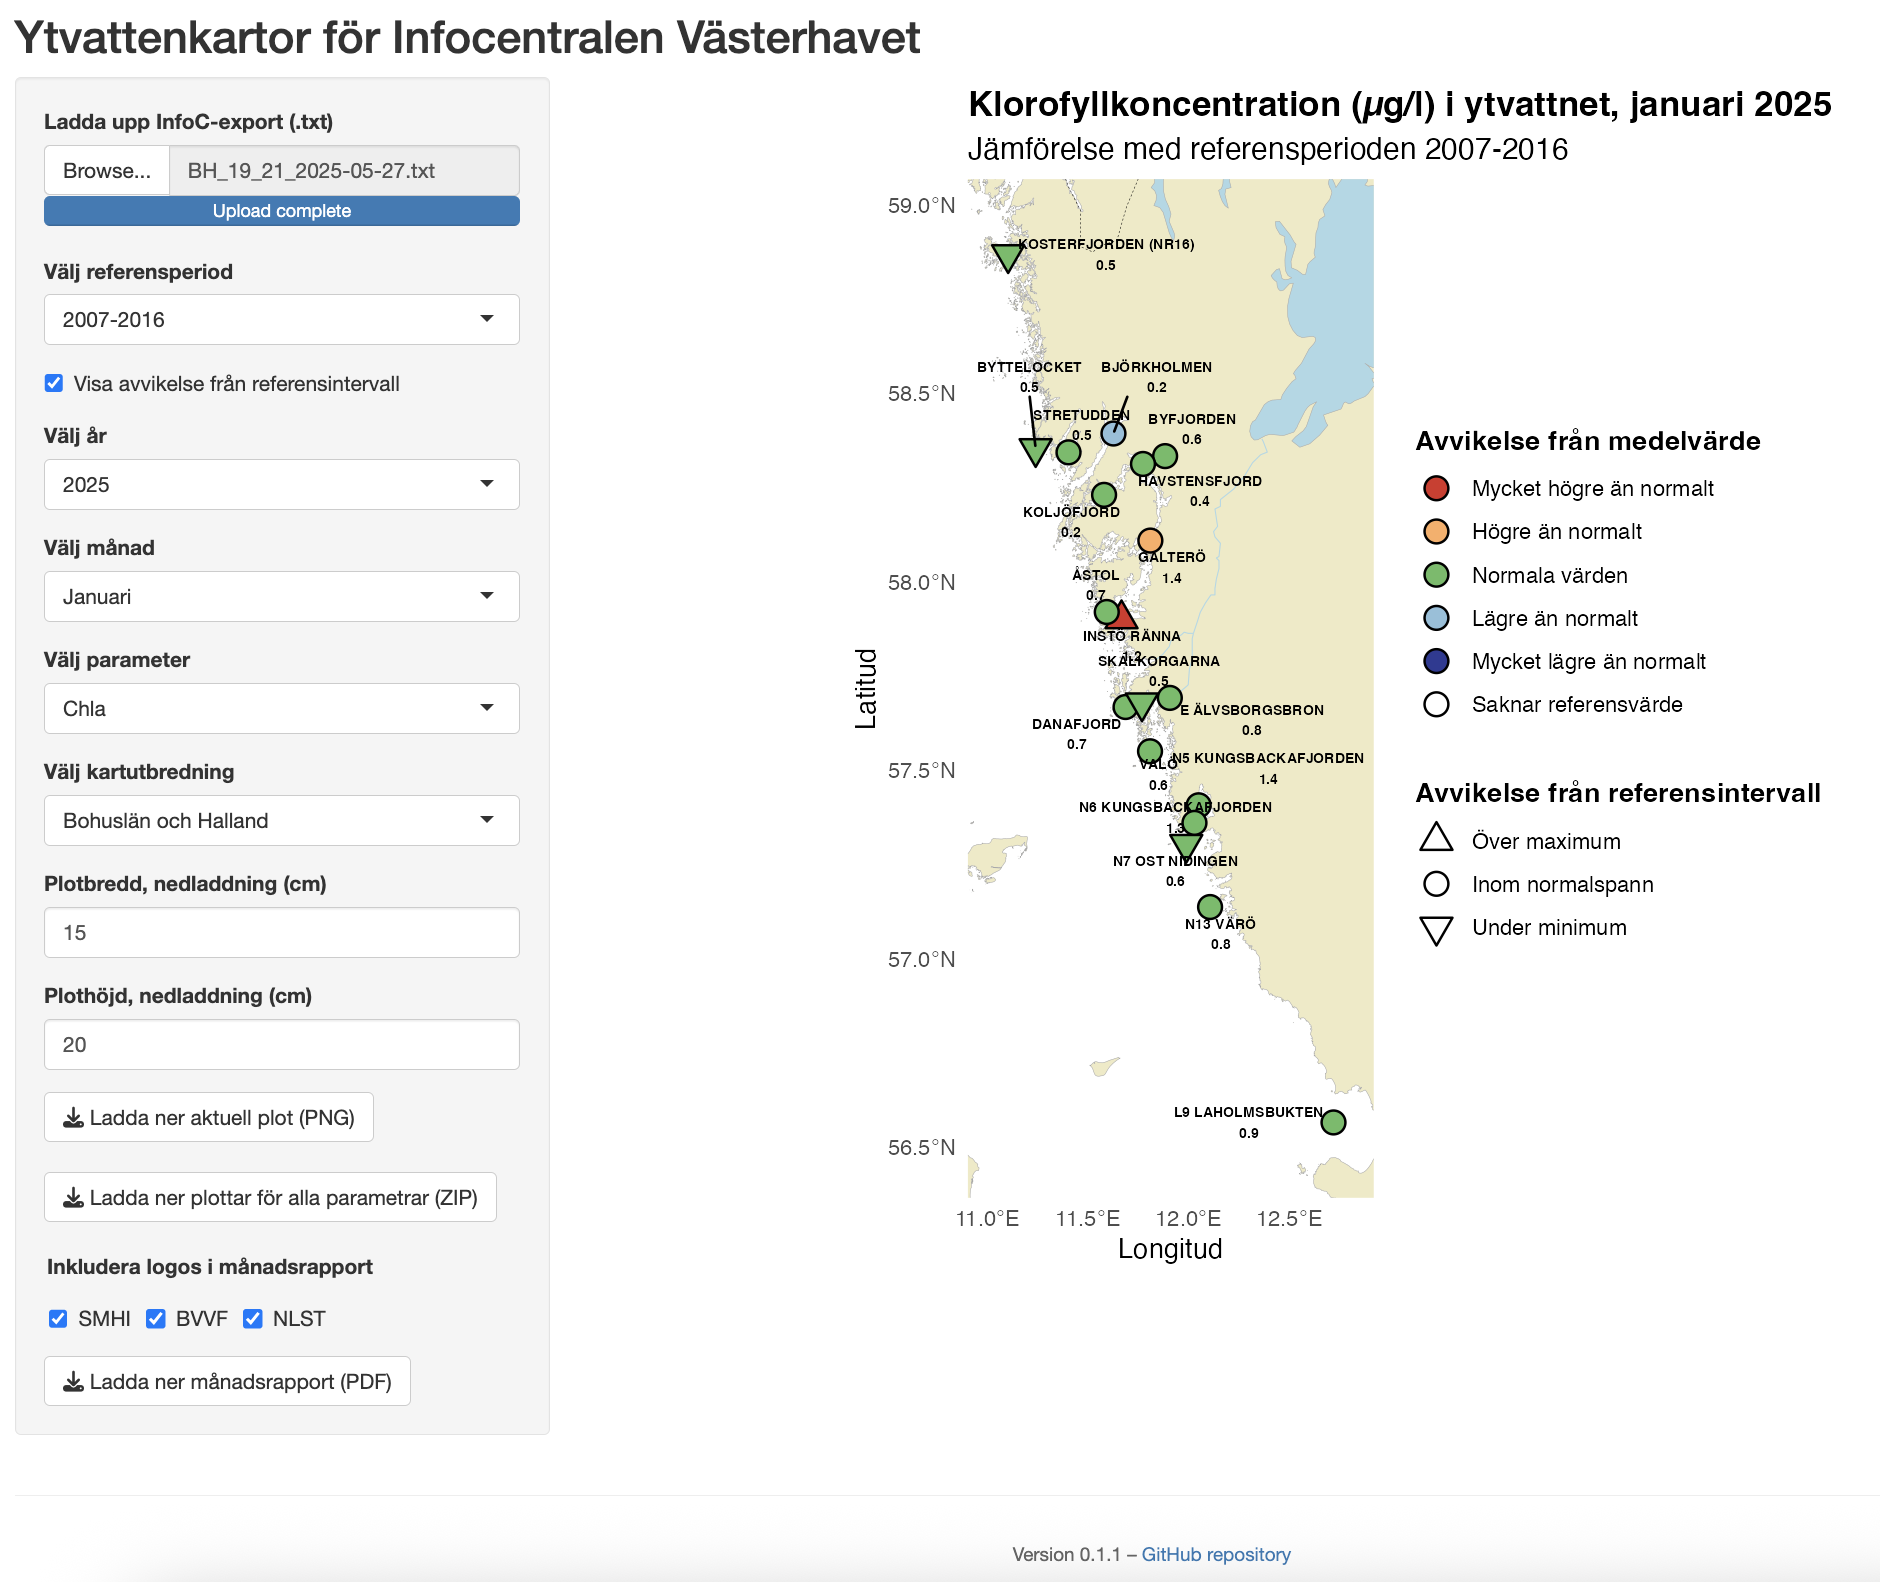 Ytvattenkartor för Infocentralen Västerhavet
Ladda upp InfoC-export (.txt)
Browse... BH_19_21_2025-05-27.txt
Upload complete
Välj referensperiod
2007-2016
Visa avvikelse från referensintervall
Välj år
2025
Välj månad
Januari
Välj parameter
Chla
Välj kartutbredning
Bohuslän och Halland
Plotbredd, nedladdning (cm)
15
Plothöjd, nedladdning (cm)
20
Ladda ner aktuell plot (PNG)
Ladda ner plottar för alla parametrar (ZIP)
Inkludera logos i månadsrapport
SMHI BVVF NLST
Ladda ner månadsrapport (PDF)
Klorofyllkoncentration (µg/l) i ytvattnet, januari 2025
Jämförelse med referensperioden 2007-2016
Latitud
59.0°N
58.5°N
58.0°N
57.5°N
57.0°N
56.5°N
KOSTERFJORDEN (NR16)
0.5
BYTTELOCKET
0.5
BJÖRKHOLMEN
0.2
STRETUDDEN
0.5
BYFJORDEN
0.6
HAVSTENSFJORD
0.4
KOLJÖFJORD
0.2
GALTERÖ
1.4
ÅSTOL
0.7
INSTÖ RÄNNA
1.2
SKALKORGARNA
0.5
E ÄLVSBORGSBRON
0.8
DANAFJORD
0.7
VALÖ
0.6
N5 KUNGSBACKAFJORDEN
1.4
N6 KUNGSBACKAFJORDEN
1.3
N7 OST NIDINGEN
0.6
N13 VÄRÖ
0.8
L9 LAHOLMSBUKTEN
0.9
11.0°E 11.5°E 12.0°E 12.5°E
Longitud
Avvikelse från medelvärde
Mycket högre än normalt
Högre än normalt
Normala värden
Lägre än normalt
Mycket lägre än normalt
Saknar referensvärde
Avvikelse från referensintervall
Över maximum
Inom normalspann
Under minimum
Version 0.1.1 – GitHub repository